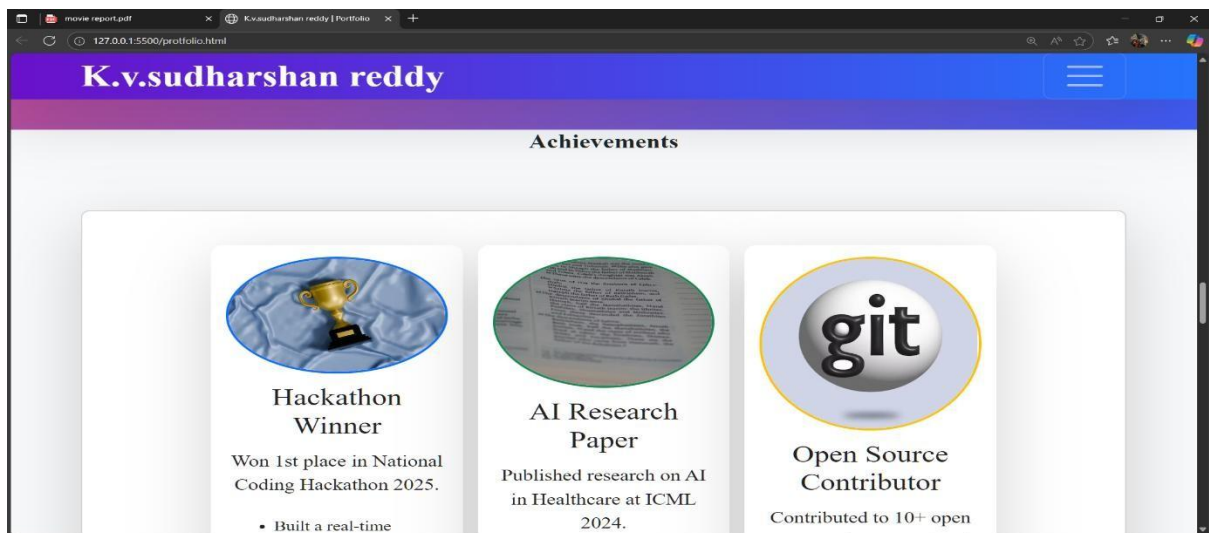 movie report.pdf
K.v.sudharshan reddy | Portfolio
127.0.0.1:5500/protfolio.html
K.v.sudharshan reddy
Achievements
git
Hackathon
Winner
Won 1st place in National
Coding Hackathon 2025.
• Built a real-time
AI Research
Paper
Published research on AI
in Healthcare at ICML
2024.
Open Source
Contributor
Contributed to 10+ open